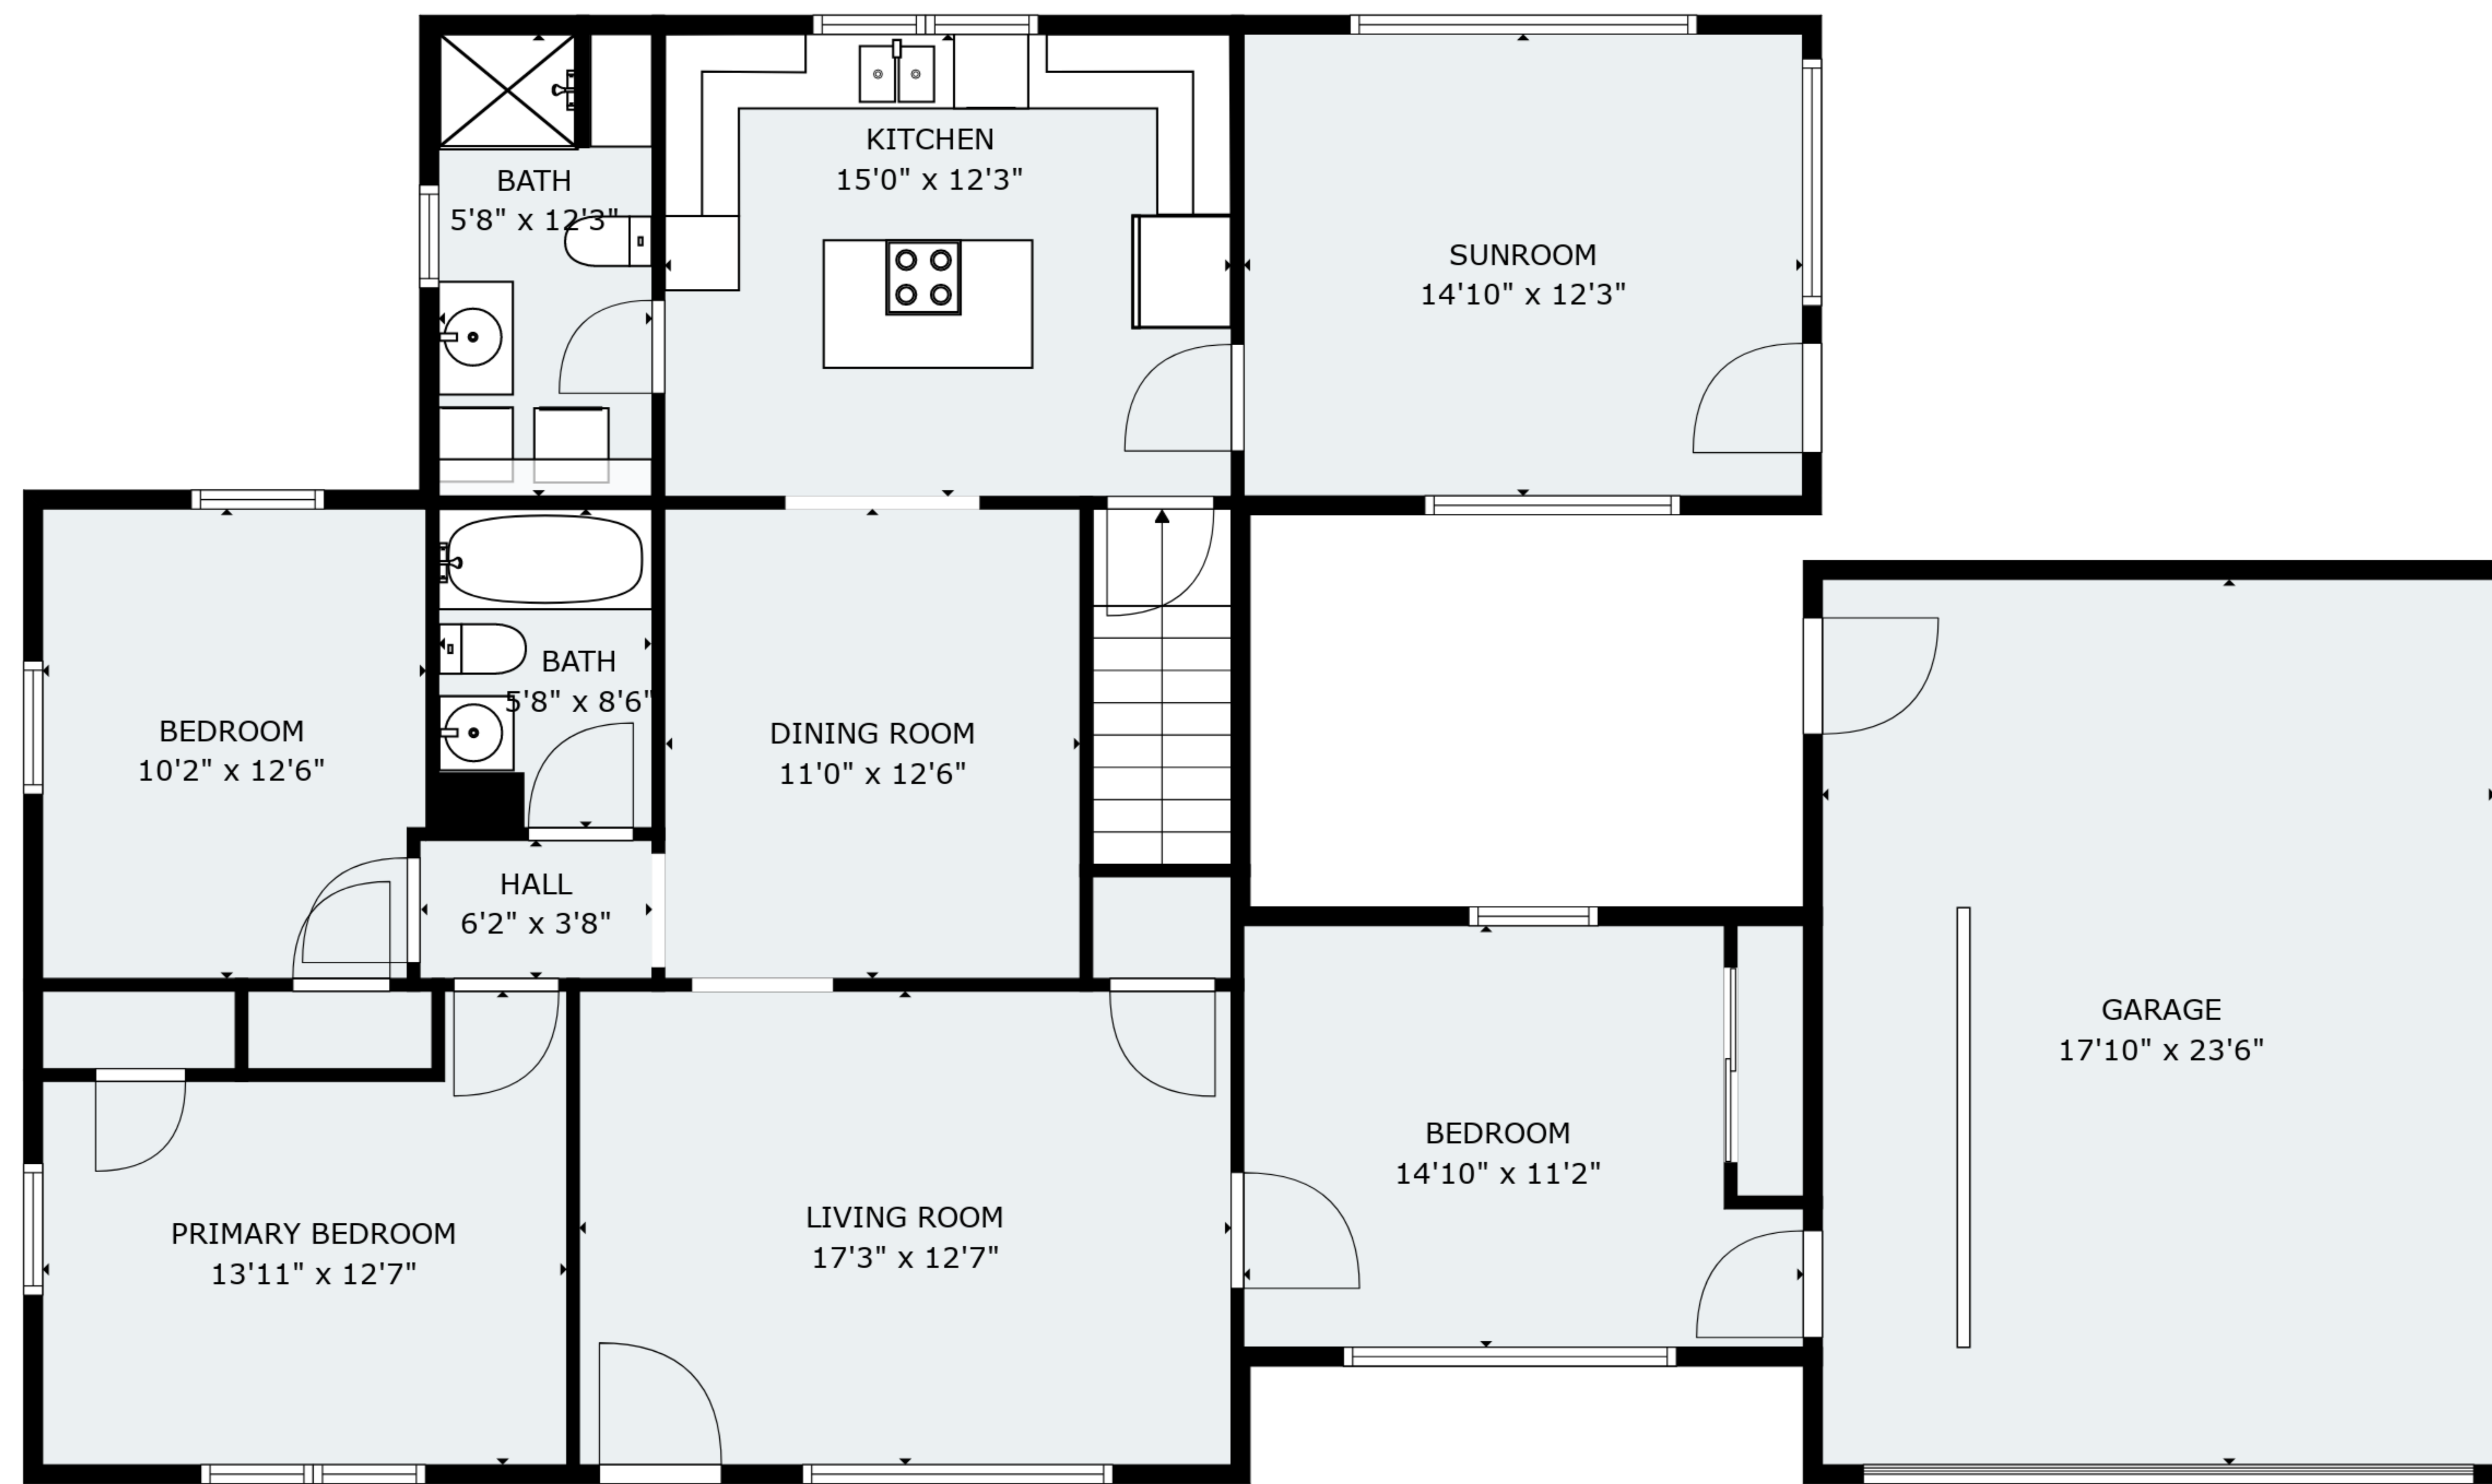 KITCHEN
15'0" x 12'3"
BATH
5'8" x 12'3"
SUNROOM
14'10" x 12'3"
BATH
5'8" x 8'6"
BEDROOM
10'2" x 12'6"
DINING ROOM
11'0" x 12'6"
HALL
6'2" x 3'8"
GARAGE
17'10" x 23'6"
BEDROOM
14'10" x 11'2"
LIVING ROOM
17'3" x 12'7"
PRIMARY BEDROOM
13'11" x 12'7"